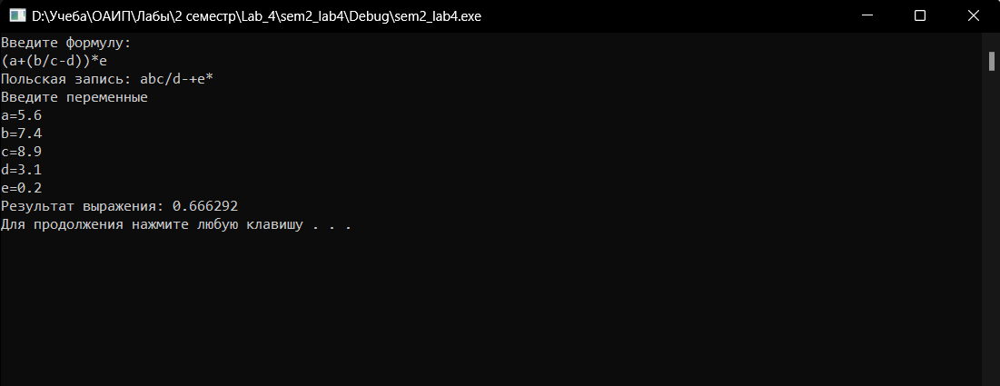 D:\Учеба\ОАИП\Лабы\2 семестр\Lab_4\sem2_lab4\Debug\sem2_lab4.exe
Введите формулу:
(a+(b/c-d))*e
Польская запись: abc/d-+e*
Введите переменные
a=5.6
b=7.4
c=8.9
d=3.1
e=0.2
Результат выражения: 0.666292
Для продолжения нажмите любую клавишу . . .